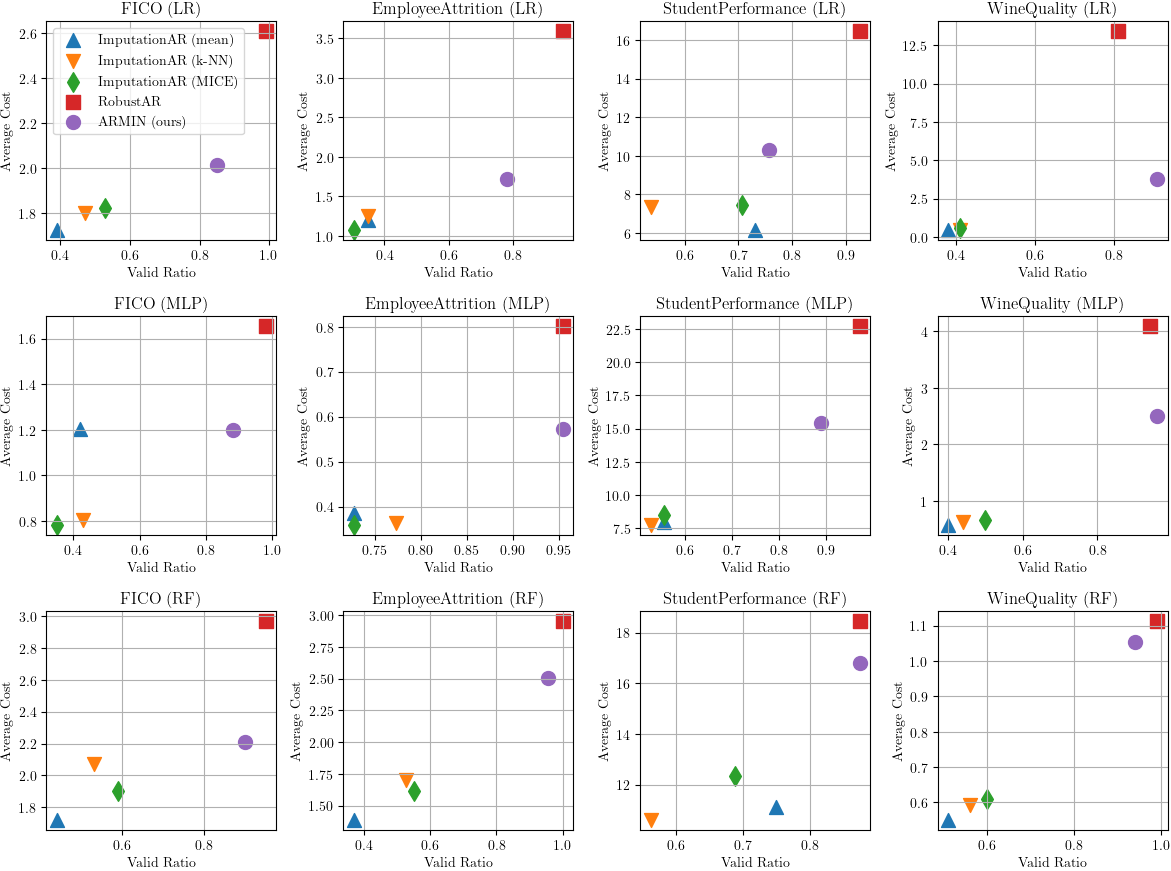 FICO (LR)
2.6
2.4
2.2
2.0
1.8
0.4 0.6 0.8 1.0
Average Cost
Valid Ratio
ImputationAR (mean)
ImputationAR (k-NN)
ImputationAR (MICE)
RobustAR
ARMIN (ours)
EmployeeAttrition (LR)
3.5
3.0
2.5
2.0
1.5
1.0
0.4 0.6 0.8
Average Cost
Valid Ratio
StudentPerformance (LR)
16
14
12
10
8
6
0.6 0.7 0.8 0.9
Average Cost
Valid Ratio
WineQuality (LR)
12.5
10.0
7.5
5.0
2.5
0.0
0.4 0.6 0.8
Average Cost
Valid Ratio
FICO (MLP)
1.6
1.4
1.2
1.0
0.8
0.4 0.6 0.8 1.0
Average Cost
Valid Ratio
EmployeeAttrition (MLP)
0.8
0.7
0.6
0.5
0.4
0.75 0.80 0.85 0.90 0.95
Average Cost
Valid Ratio
StudentPerformance (MLP)
22.5
20.0
17.5
15.0
12.5
10.0
7.5
0.6 0.7 0.8 0.9
Average Cost
Valid Ratio
WineQuality (MLP)
4
3
2
1
0.4 0.6 0.8
Average Cost
Valid Ratio
FICO (RF)
3.0
2.8
2.6
2.4
2.2
2.0
1.8
0.6 0.8
Average Cost
Valid Ratio
EmployeeAttrition (RF)
3.00
2.75
2.50
2.25
2.00
1.75
1.50
0.4 0.6 0.8 1.0
Average Cost
Valid Ratio
StudentPerformance (RF)
18
16
14
12
0.6 0.7 0.8
Average Cost
Valid Ratio
WineQuality (RF)
1.1
1.0
0.9
0.8
0.7
0.6
0.6 0.8 1.0
Average Cost
Valid Ratio